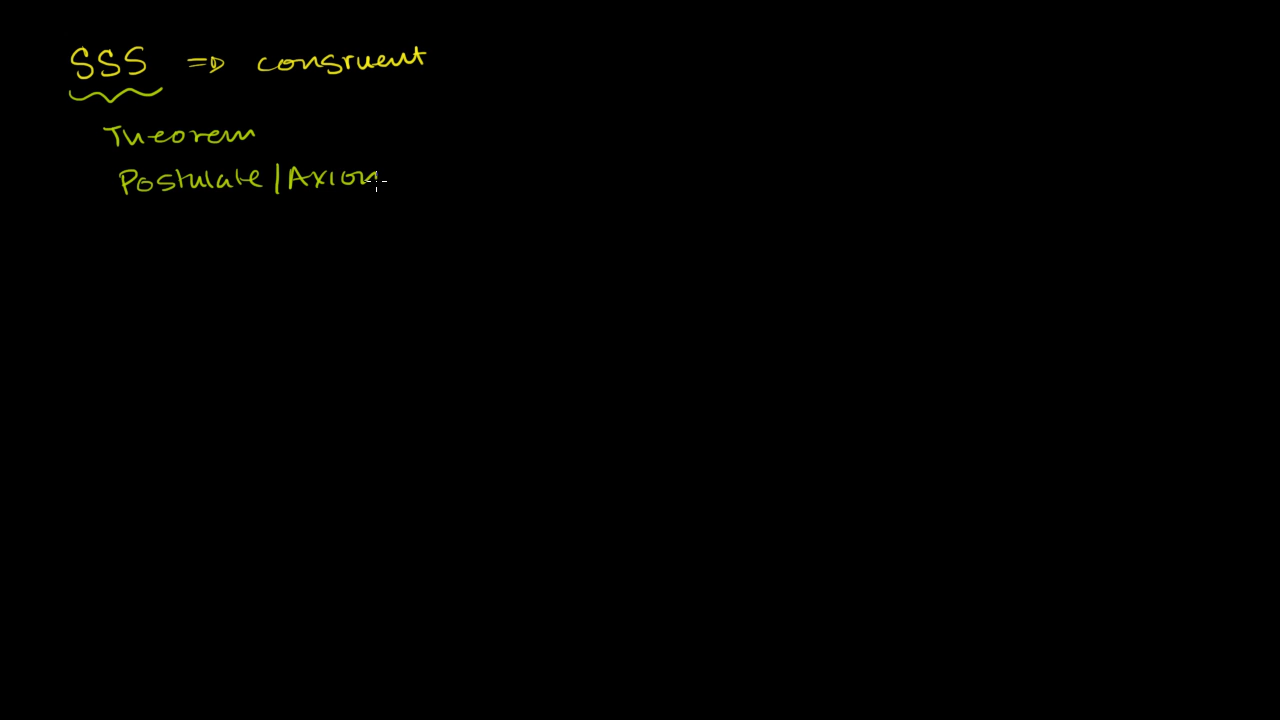 SSS => congruent
Theorem
Postulate | Axiom